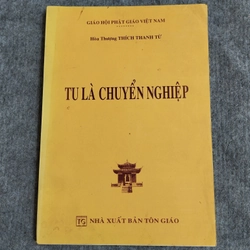 GIÁO HỘI PHẬT GIÁO VIỆT NAM
Hòa Thượng THÍCH THANH TỪ
TU LÀ CHUYỂN NGHIỆP
TG
NHÀ XUẤT BẢN TÔN GIÁO